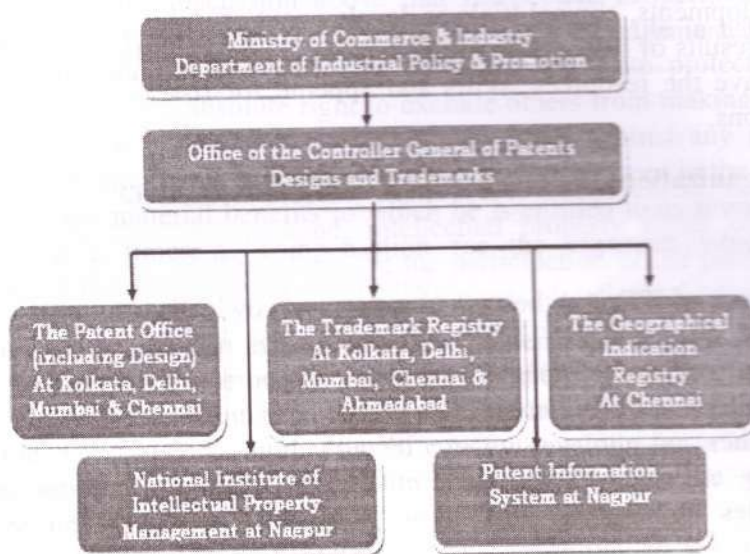 Ministry of Commerce & Industry
Department of Industrial Policy & Promotion
Office of the Controller General of Patents
Designs and Trademarks
The Patent Office
(including Design)
At Kolkata, Delhi,
Mumbai & Chennai
The Trademark Registry
At Kolkata, Delhi,
Mumbai, Chennai &
Ahmadabad
The Geographical
Indication
Registry
At Chennai
National Institute of
Intellectual Property
Management at Nagpur
Patent Information
System at Nagpur